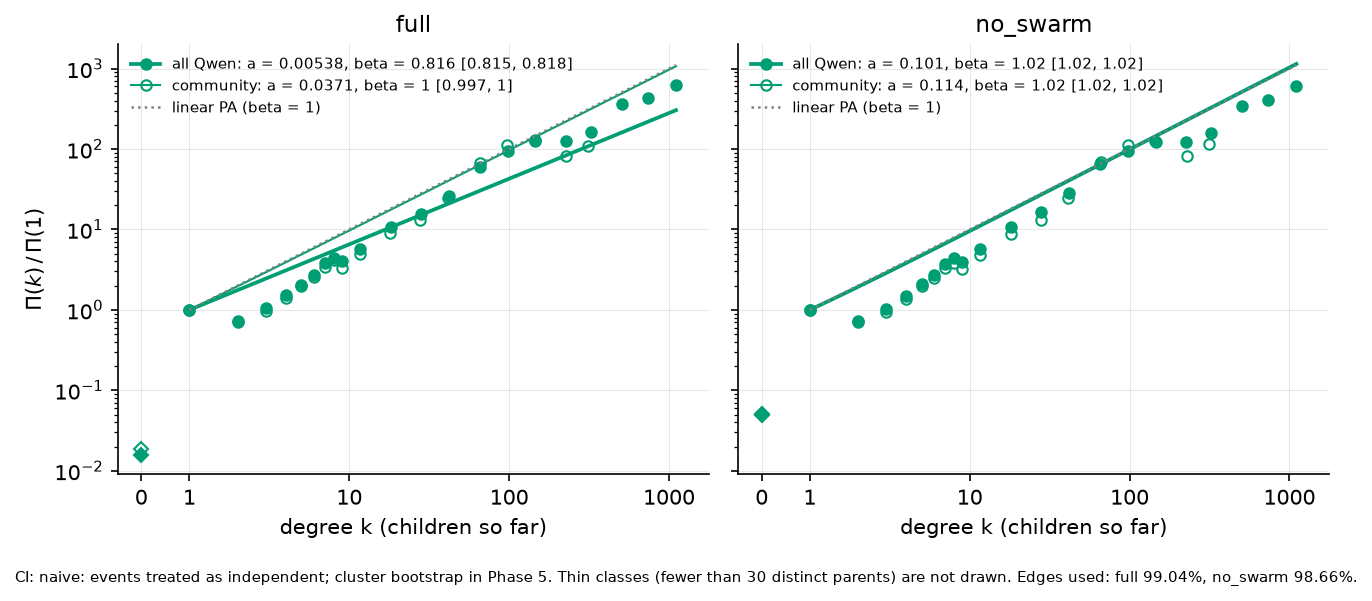 full
no_swarm
all Qwen: a = 0.00538, beta = 0.816 [0.815, 0.818]
community: a = 0.0371, beta = 1 [0.997, 1]
linear PA (beta = 1)
all Qwen: a = 0.101, beta = 1.02 [1.02, 1.02]
community: a = 0.114, beta = 1.02 [1.02, 1.02]
linear PA (beta = 1)
Π(k) / Π(1)
10³
10²
10¹
10⁰
10⁻¹
10⁻²
0 1 10 100 1000
0 1 10 100 1000
degree k (children so far)
degree k (children so far)
CI: naive: events treated as independent; cluster bootstrap in Phase 5. Thin classes (fewer than 30 distinct parents) are not drawn. Edges used: full 99.04%, no_swarm 98.66%.